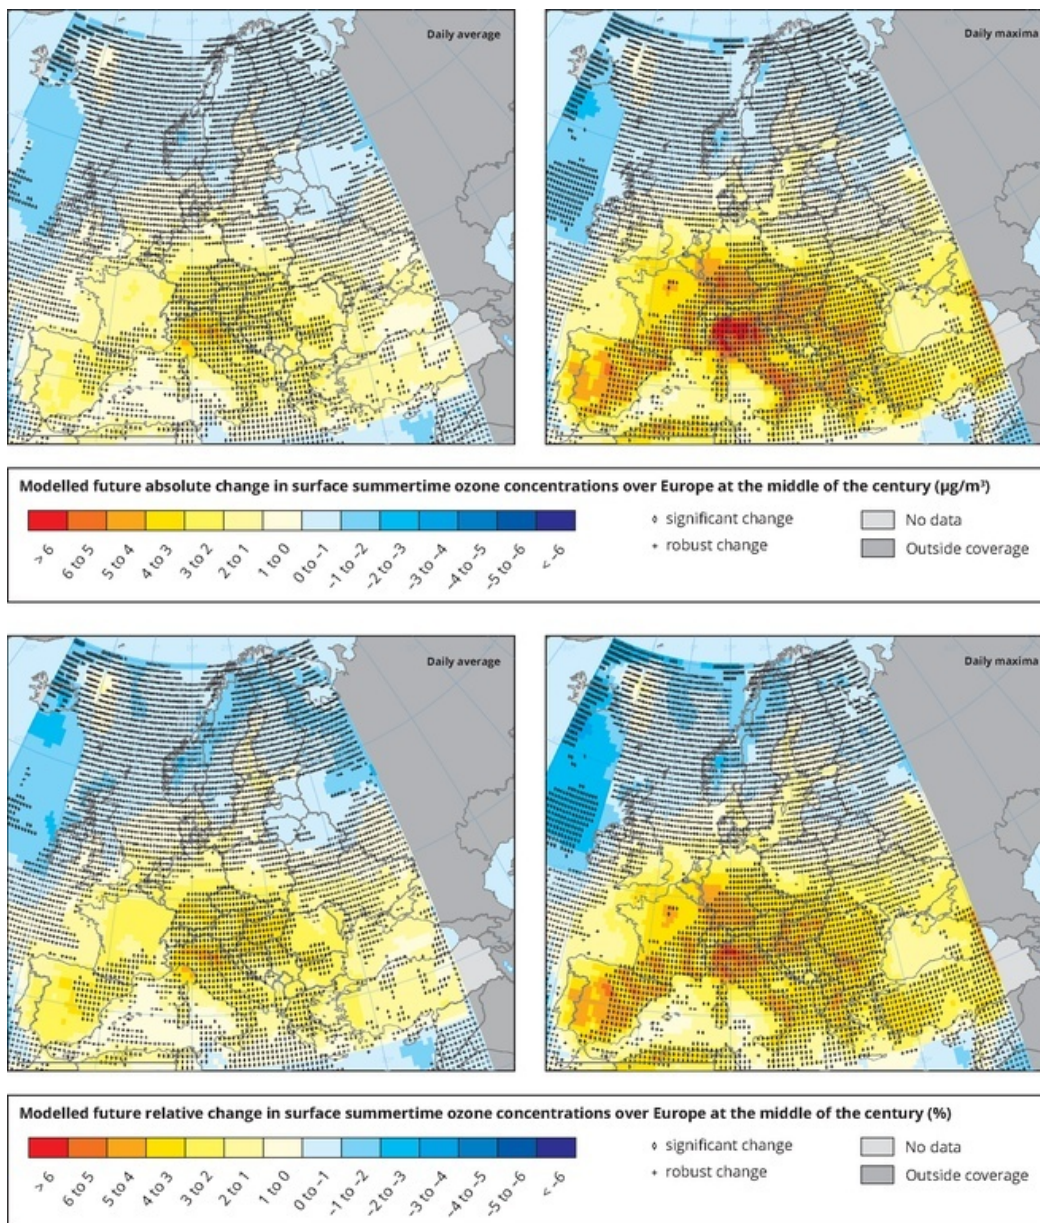 Daily average
Daily maxima
Modelled future absolute change in surface summertime ozone concentrations over Europe at the middle of the century (µg/m³)
> 6
6 to 5
5 to 4
4 to 3
3 to 2
2 to 1
1 to 0
0 to –1
–1 to –2
–2 to –3
–3 to –4
–4 to –5
–5 to –6
< –6
significant change
robust change
No data
Outside coverage
Daily average
Daily maxima
Modelled future relative change in surface summertime ozone concentrations over Europe at the middle of the century (%)
> 6
6 to 5
5 to 4
4 to 3
3 to 2
2 to 1
1 to 0
0 to –1
–1 to –2
–2 to –3
–3 to –4
–4 to –5
–5 to –6
< –6
significant change
robust change
No data
Outside coverage